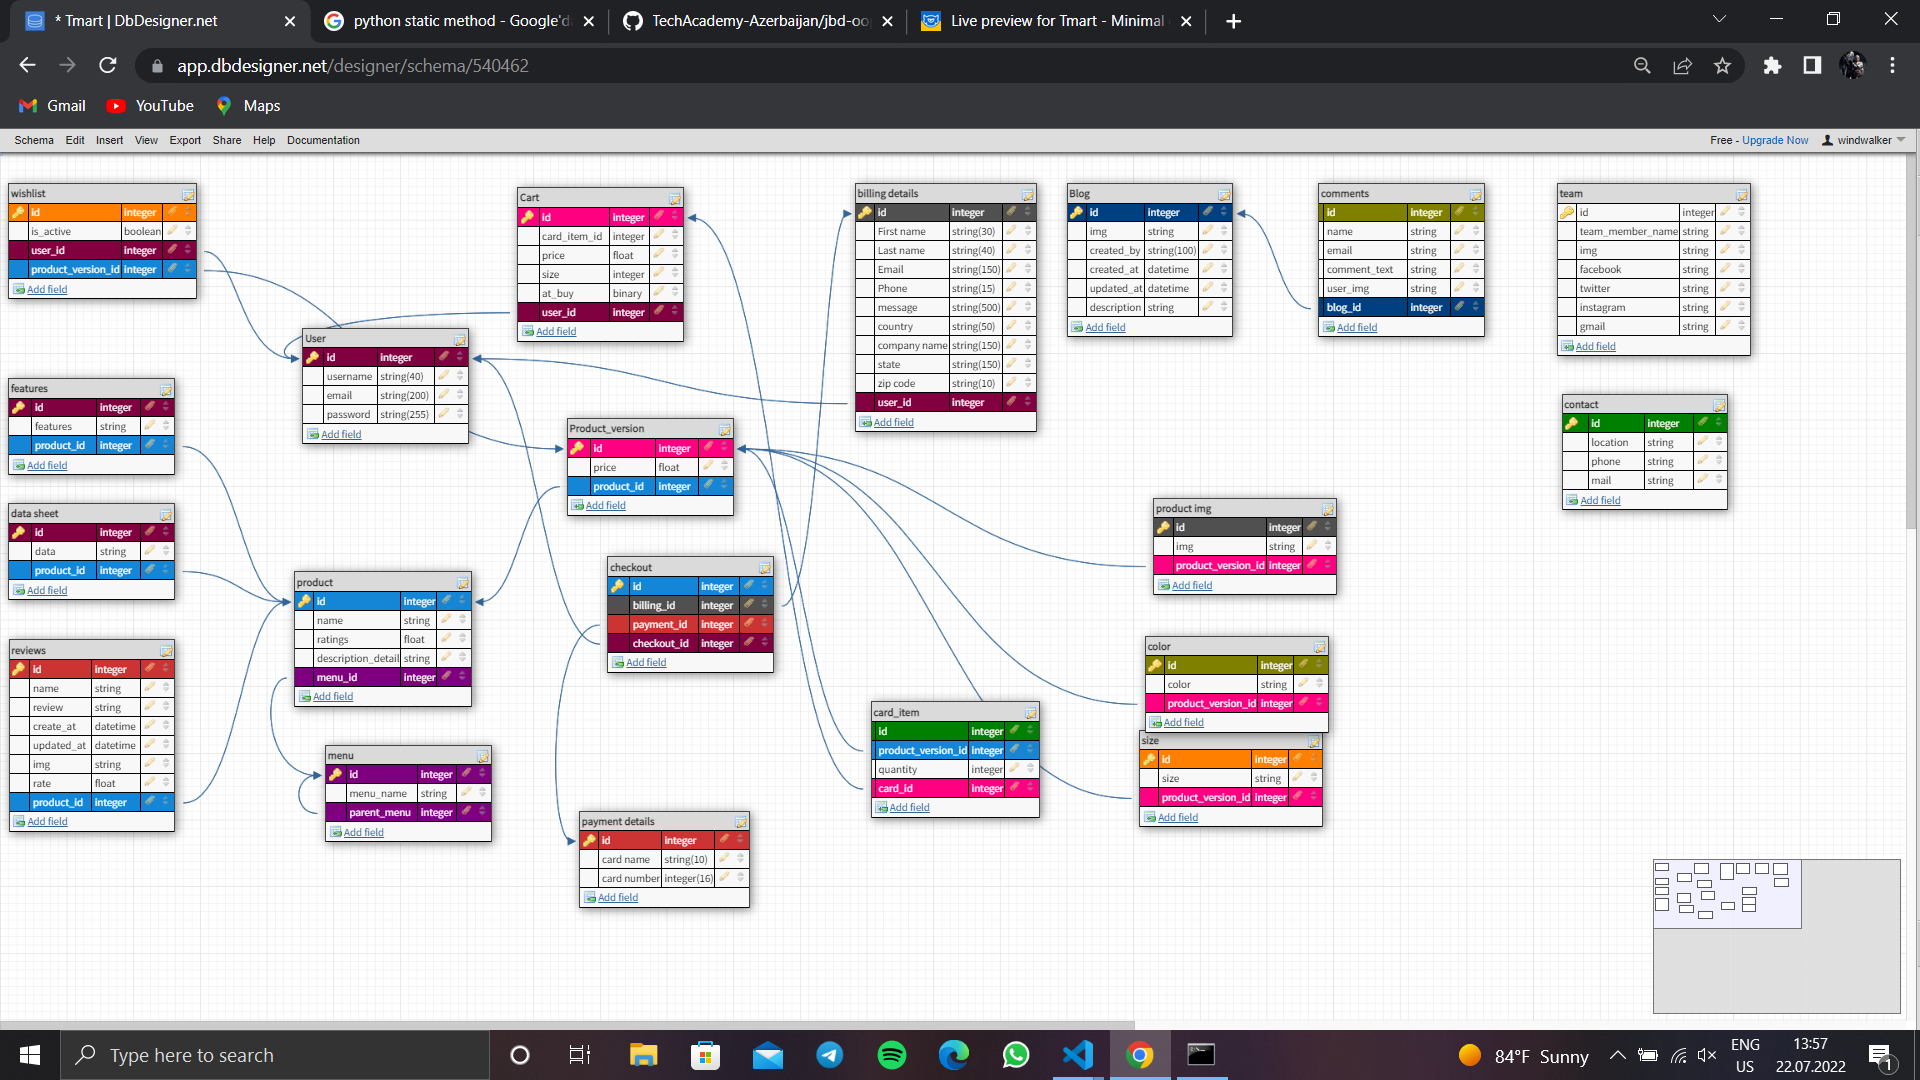 * Tmart | DbDesigner.net
python static method - Google'd
TechAcademy-Azerbaijan/jbd-oop
Live preview for Tmart - Minimal
app.dbdesigner.net/designer/schema/540462
Gmail
YouTube
Maps
Schema Edit Insert View Export Share Help Documentation
Free - Upgrade Now
windwalker
wishlist
id integer
is_active boolean
user_id integer
product_version_id integer
Add field
Cart
id integer
card_item_id integer
price float
size integer
at_buy binary
user_id integer
Add field
billing details
id integer
First name string(30)
Last name string(40)
Email string(150)
Phone string(15)
message string(500)
country string(50)
company name string(150)
state string(150)
zip code string(10)
user_id integer
Add field
Blog
id integer
img string
created_by string(100)
created_at datetime
updated_at datetime
description string
Add field
comments
id integer
name string
email string
comment_text string
user_img string
blog_id integer
Add field
team
id integer
team_member_name string
img string
facebook string
twitter string
instagram string
gmail string
Add field
User
id integer
username string(40)
email string(200)
password string(255)
Add field
features
id integer
features string
product_id integer
Add field
contact
id integer
location string
phone string
mail string
Add field
Product_version
id integer
price float
product_id integer
Add field
data sheet
id integer
data string
product_id integer
Add field
product img
id integer
img string
product_version_id integer
Add field
checkout
id integer
billing_id integer
payment_id integer
checkout_id integer
Add field
product
id integer
name string
ratings float
description_detail string
menu_id integer
Add field
reviews
id integer
name string
review string
create_at datetime
updated_at datetime
img string
rate float
product_id integer
Add field
color
id integer
color string
product_version_id integer
Add field
card_item
id integer
product_version_id integer
quantity integer
card_id integer
Add field
size
id integer
size string
product_version_id integer
Add field
menu
id integer
menu_name string
parent_menu integer
Add field
payment details
id integer
card name string(10)
card number integer(16)
Add field
Type here to search
84°F Sunny
ENG
US
13:57
22.07.2022
1